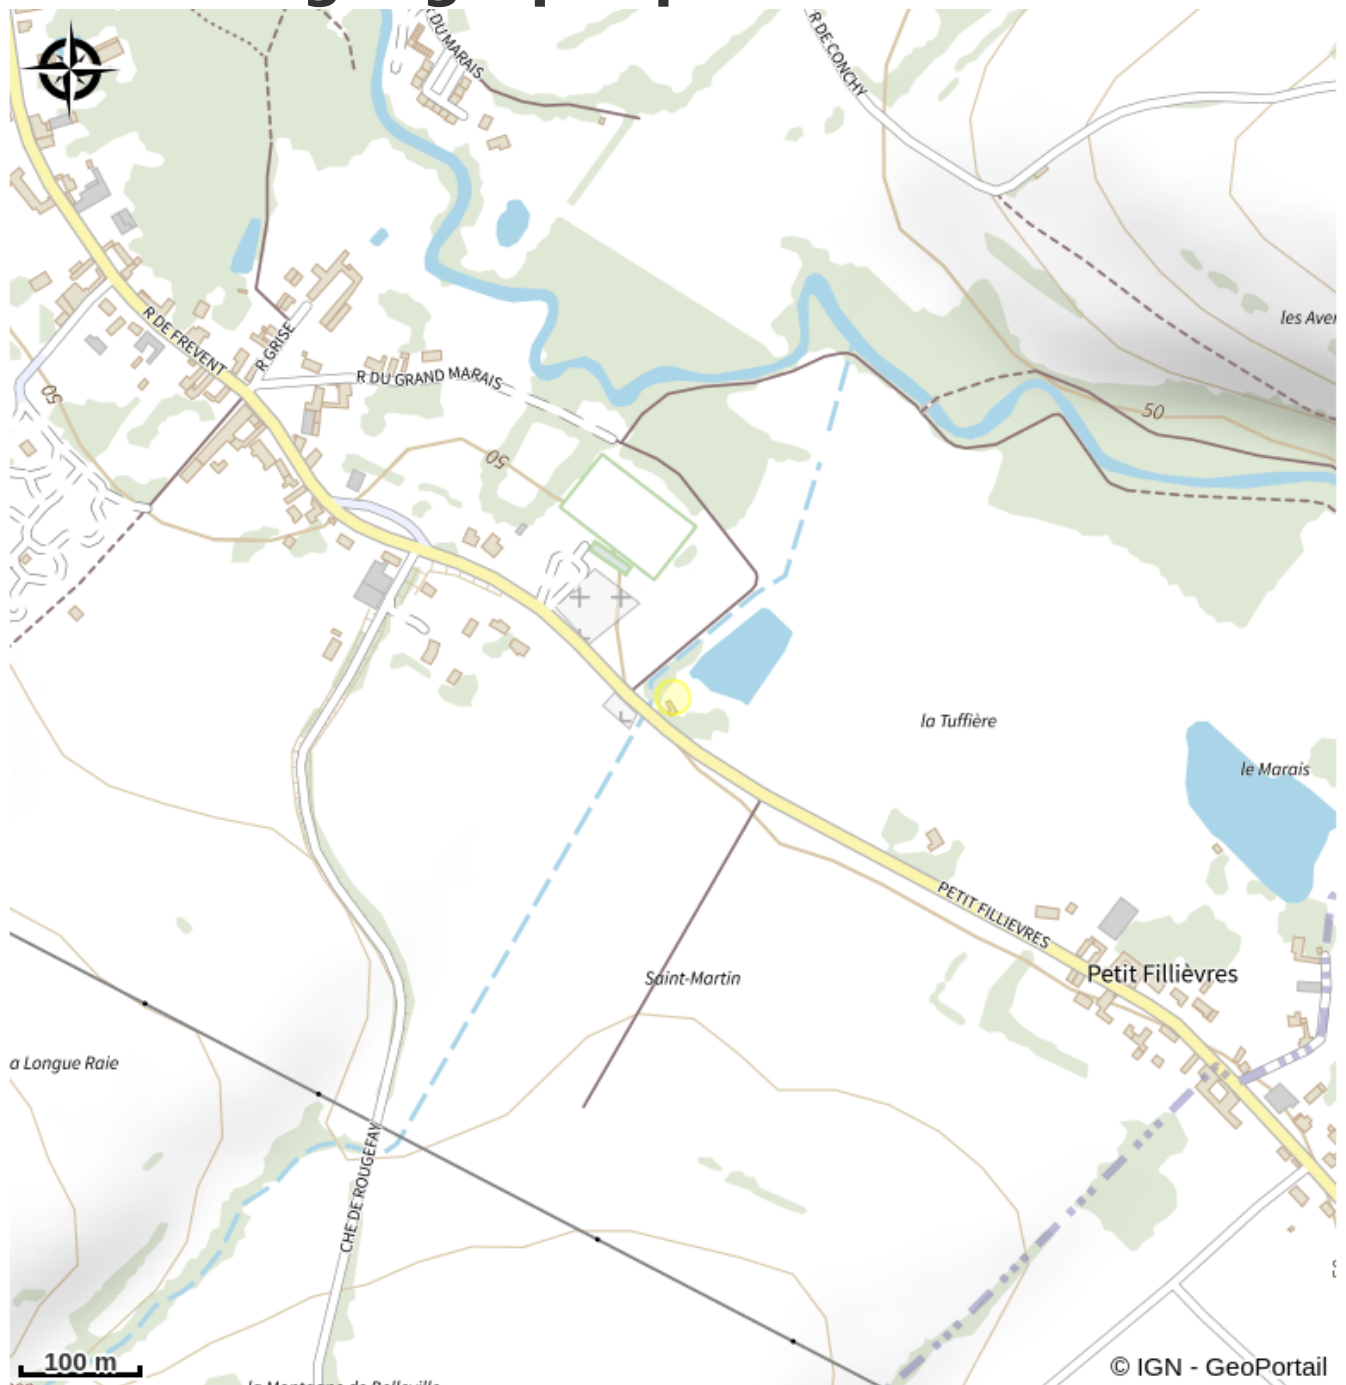 R DU MARAIS
R DE CONCHY
les Aver
R DE FREVENT
R GRISE
R DU GRAND MARAIS
50
50
50
la Tuffière
le Marais
PETIT FILLIEVRES
Petit Fillièvres
Saint-Martin
a Longue Raie
CHE DE ROUGEFAY
100 m
© IGN - GeoPortail